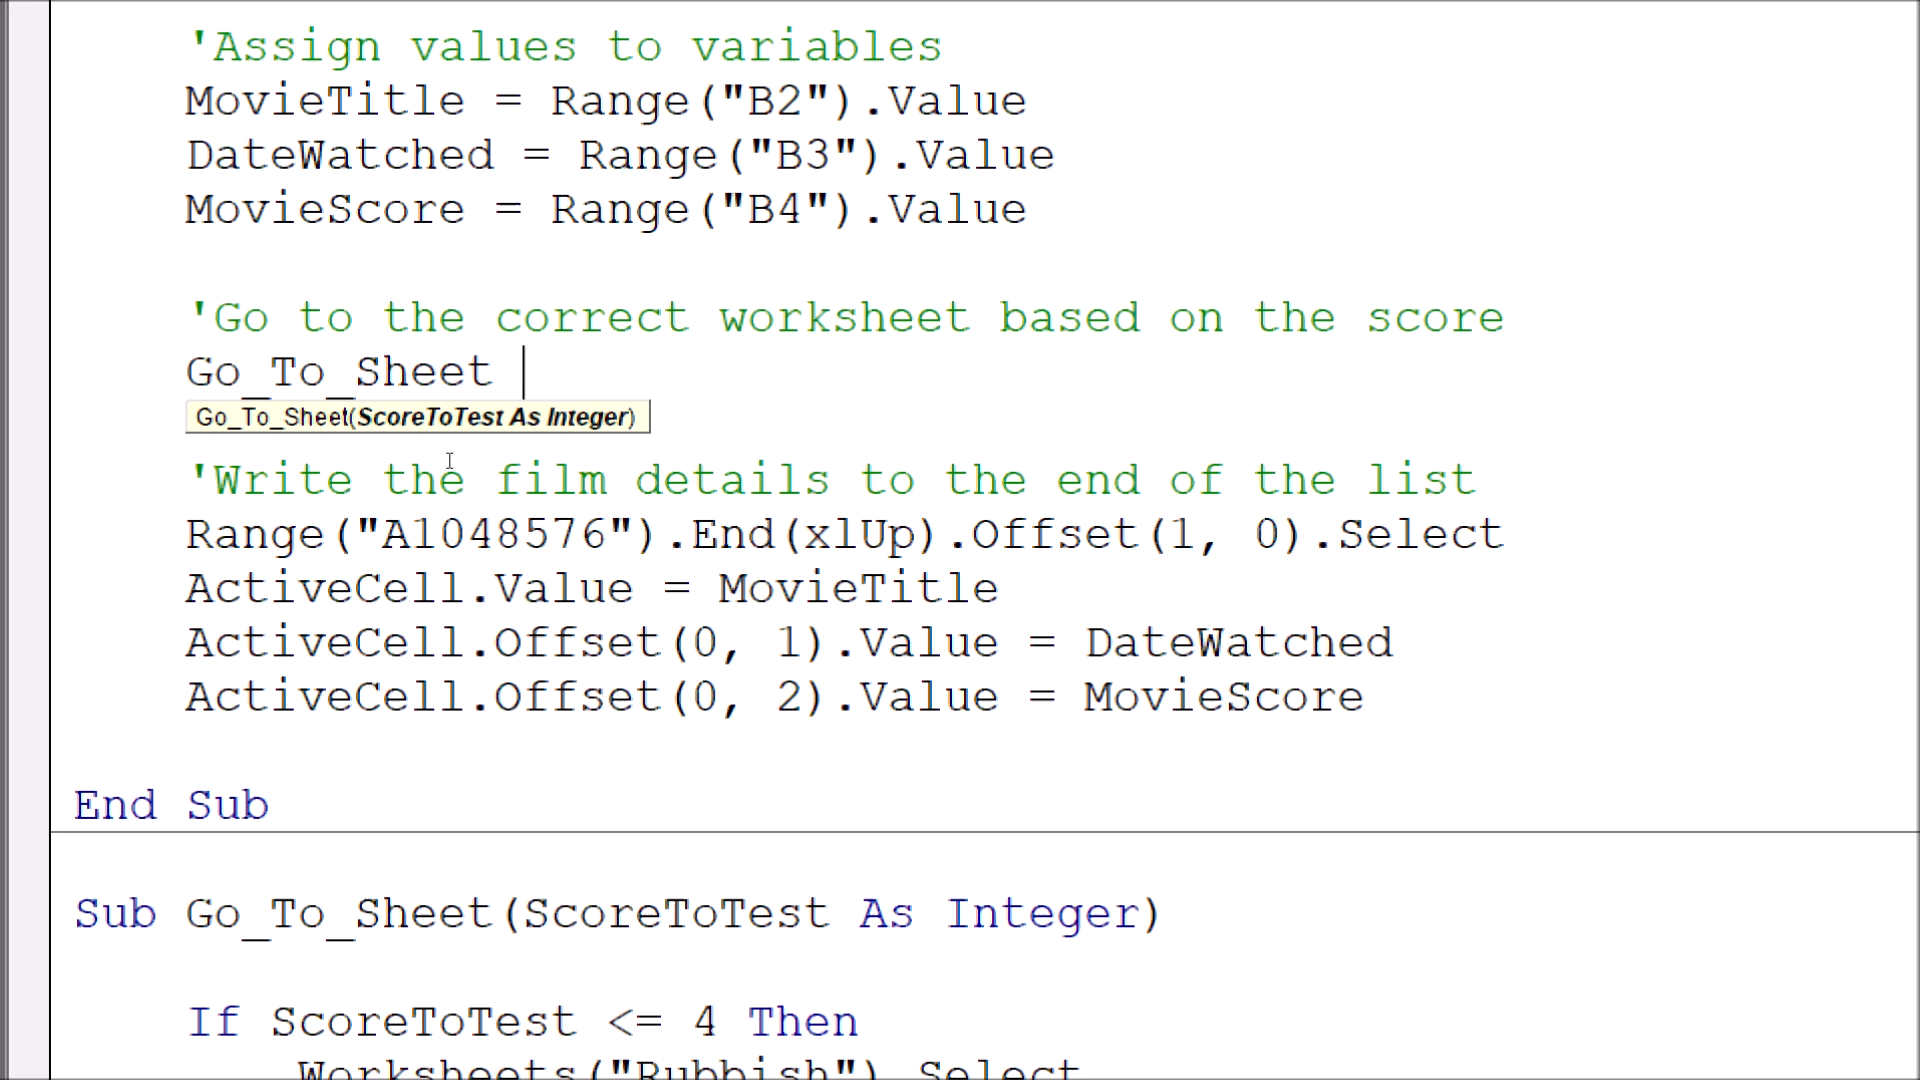 'Assign values to variables
MovieTitle = Range("B2").Value
DateWatched = Range("B3").Value
MovieScore = Range("B4").Value
'Go to the correct worksheet based on the score
Go_To_Sheet
Go_To_Sheet(ScoreToTest As Integer)
'Write the film details to the end of the list
Range("A1048576").End(xlUp).Offset(1, 0).Select
ActiveCell.Value = MovieTitle
ActiveCell.Offset(0, 1).Value = DateWatched
ActiveCell.Offset(0, 2).Value = MovieScore
End Sub
Sub Go_To_Sheet(ScoreToTest As Integer)
If ScoreToTest <= 4 Then
Worksheets("Rubbish").Select